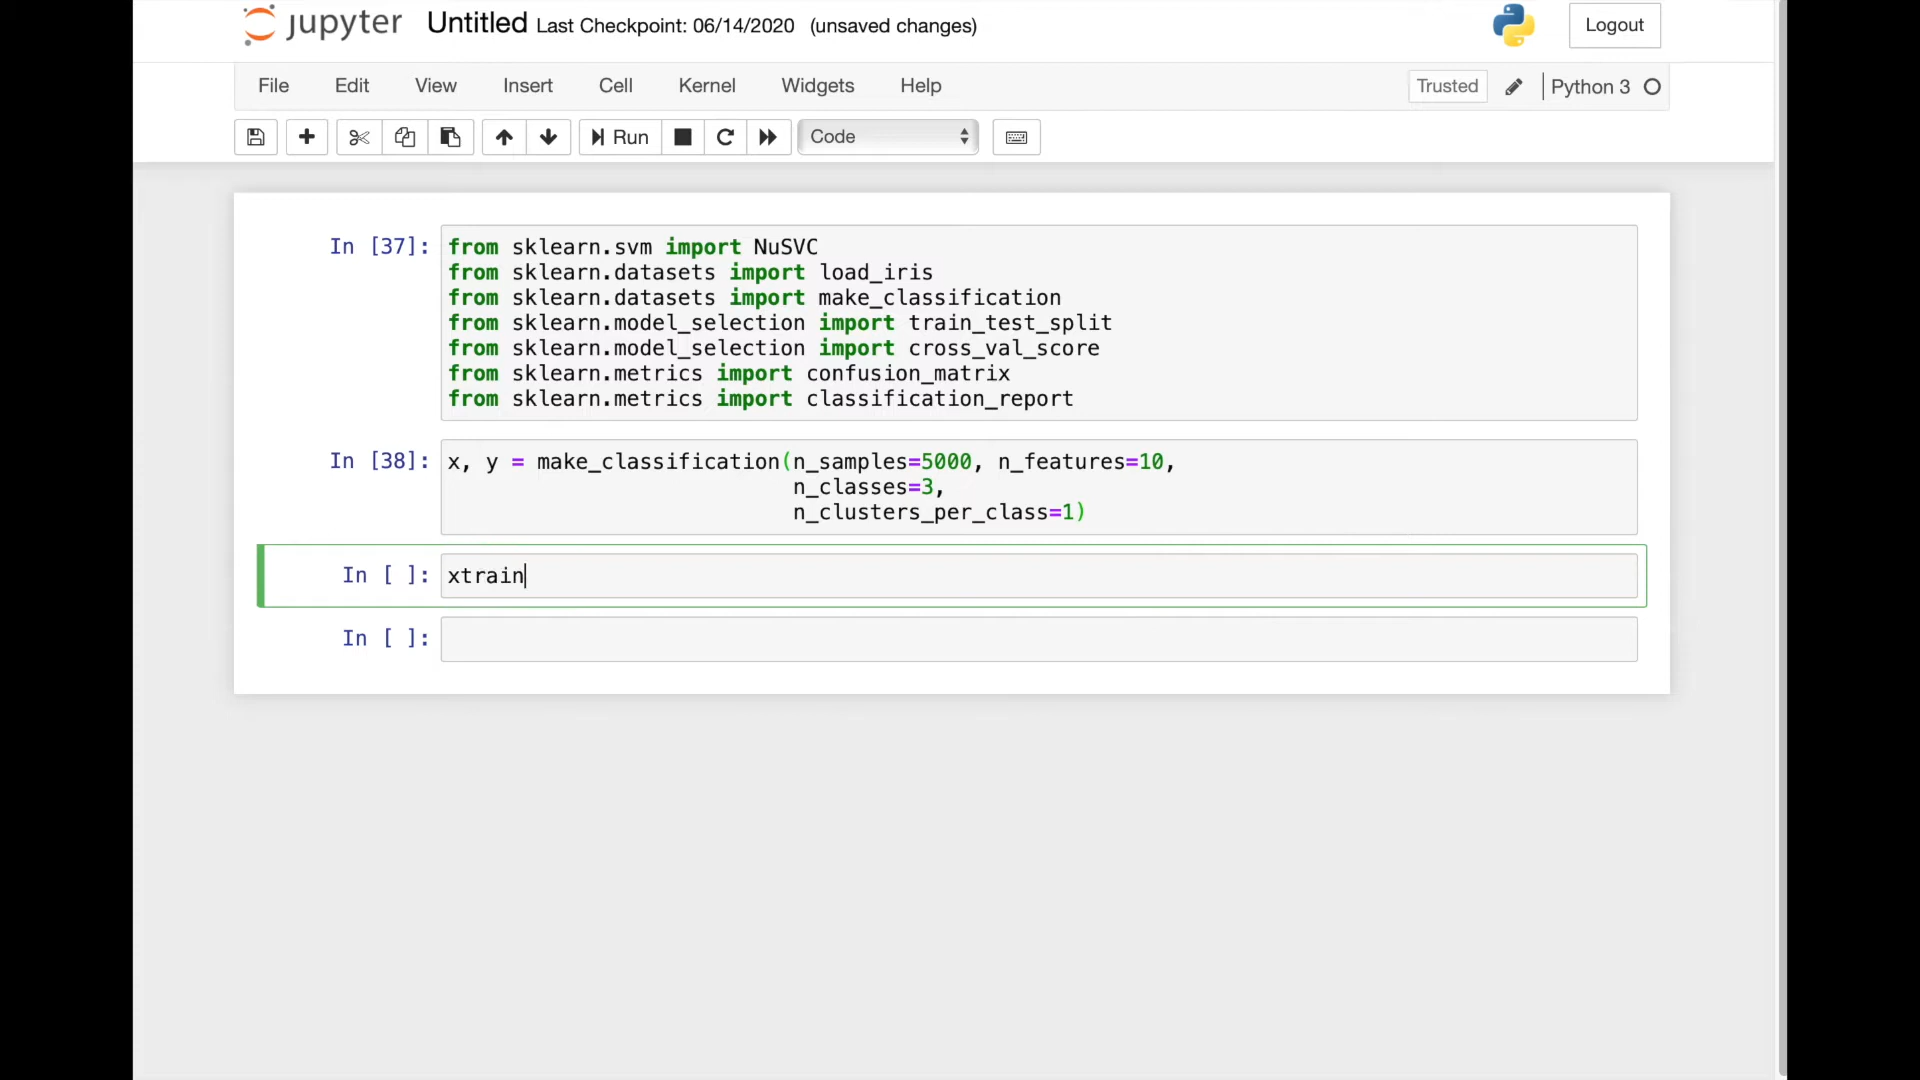 jupyter Untitled Last Checkpoint: 06/14/2020 (unsaved changes) Logout
File Edit View Insert Cell Kernel Widgets Help Trusted Python 3
Run Code
In [37]: from sklearn.svm import NuSVC
from sklearn.datasets import load_iris
from sklearn.datasets import make_classification
from sklearn.model_selection import train_test_split
from sklearn.model_selection import cross_val_score
from sklearn.metrics import confusion_matrix
from sklearn.metrics import classification_report
In [38]: x, y = make_classification(n_samples=5000, n_features=10,
n_classes=3,
n_clusters_per_class=1)
In [ ]: xtrain
In [ ]: